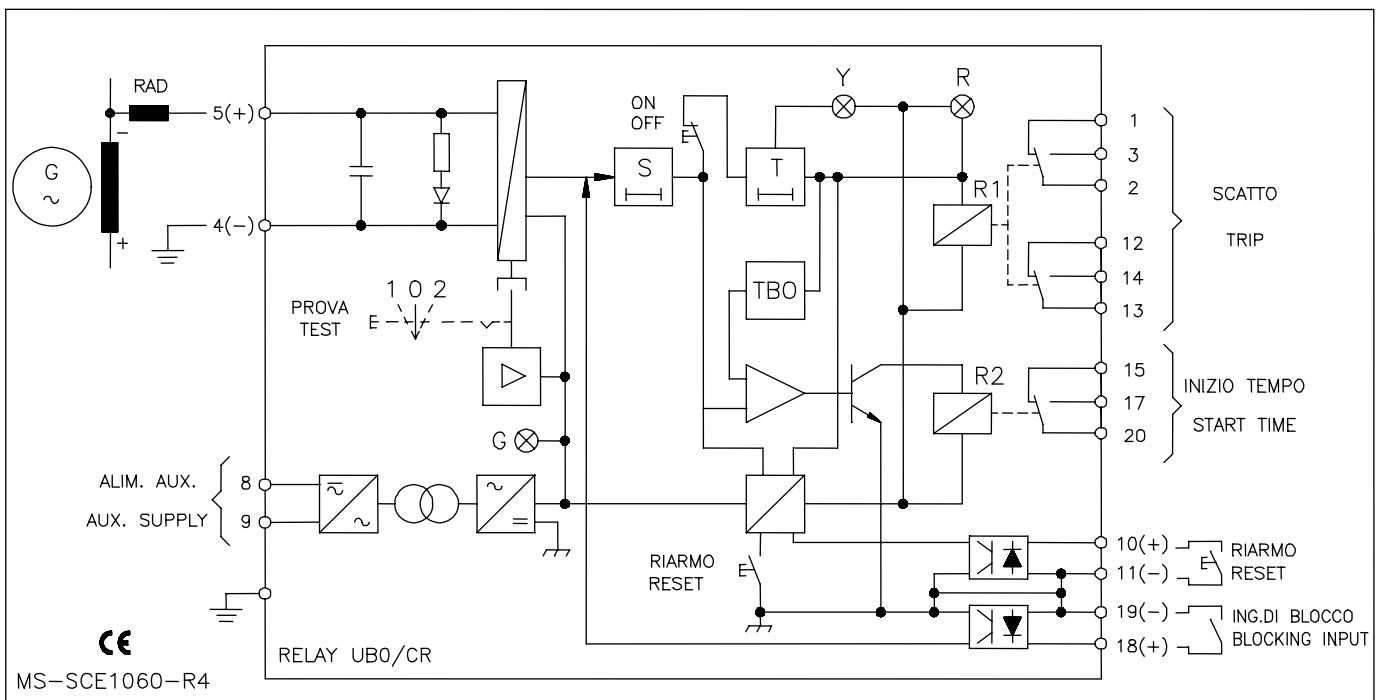 RAD
5(+)
−
G
~
+
4(−)
ON
OFF
S
T
Y
R
R1
1
3
2
12
14
13
SCATTO
TRIP
PROVA
TEST
1 0 2
TBO
R2
15
17
20
INIZIO TEMPO
START TIME
G
ALIM. AUX.
AUX. SUPPLY
8
9
~
~
~
=
RIARMO
RESET
10(+)
11(−)
RIARMO
RESET
19(−)
18(+)
ING.DI BLOCCO
BLOCKING INPUT
CE
RELAY UB0/CR
MS−SCE1060−R4